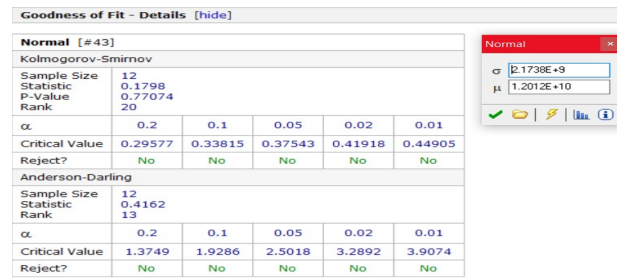 Goodness of Fit - Details [hide]
Normal [#43]
Kolmogorov-Smirnov
Sample Size 12
Statistic 0.1798
P-Value 0.77074
Rank 20
α 0.2 0.1 0.05 0.02 0.01
Critical Value 0.29577 0.33815 0.37543 0.41918 0.44905
Reject? No No No No No
Anderson-Darling
Sample Size 12
Statistic 0.4162
Rank 13
α 0.2 0.1 0.05 0.02 0.01
Critical Value 1.3749 1.9286 2.5018 3.2892 3.9074
Reject? No No No No No
Normal
σ 2.1738E+9
μ 1.2012E+10